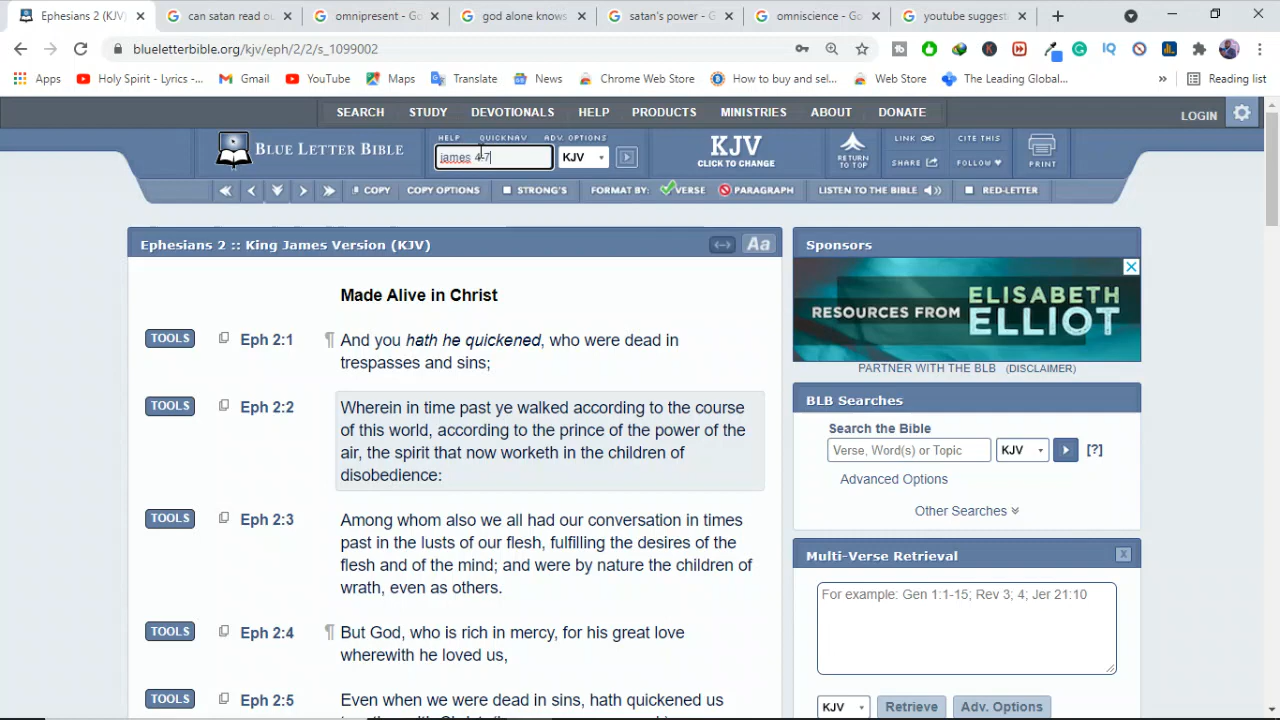 Ephesians 2 (KJV)
can satan read ou
omnipresent - Go
god alone knows
satan's power - G
omniscience - Go
youtube suggest
blueletterbible.org/kjv/eph/2/2/s_1099002
Apps
Holy Spirit - Lyrics -...
Gmail
YouTube
Maps
Translate
News
Chrome Web Store
How to buy and sel...
Web Store
The Leading Global...
Reading list
SEARCH STUDY DEVOTIONALS HELP PRODUCTS MINISTRIES ABOUT DONATE
LOGIN
BLUE LETTER BIBLE
HELP QUICKNAV ADV. OPTIONS
james 4 7
KJV
KJV
CLICK TO CHANGE
RETURN
TO TOP
LINK
CITE THIS
SHARE
FOLLOW
PRINT
COPY
COPY OPTIONS
STRONG'S
FORMAT BY:
VERSE
PARAGRAPH
LISTEN TO THE BIBLE
RED-LETTER
Ephesians 2 :: King James Version (KJV)
Aa
Made Alive in Christ
TOOLS Eph 2:1 ¶ And you hath he quickened, who were dead in
trespasses and sins;
TOOLS Eph 2:2 Wherein in time past ye walked according to the course
of this world, according to the prince of the power of the
air, the spirit that now worketh in the children of
disobedience:
TOOLS Eph 2:3 Among whom also we all had our conversation in times
past in the lusts of our flesh, fulfilling the desires of the
flesh and of the mind; and were by nature the children of
wrath, even as others.
TOOLS Eph 2:4 ¶ But God, who is rich in mercy, for his great love
wherewith he loved us,
TOOLS Eph 2:5 Even when we were dead in sins, hath quickened us
Sponsors
RESOURCES FROM ELISABETH
ELLIOT
PARTNER WITH THE BLB (DISCLAIMER)
BLB Searches
Search the Bible
Verse, Word(s) or Topic
KJV
[?]
Advanced Options
Other Searches
Multi-Verse Retrieval
X
For example: Gen 1:1-15; Rev 3; 4; Jer 21:10
KJV
Retrieve
Adv. Options